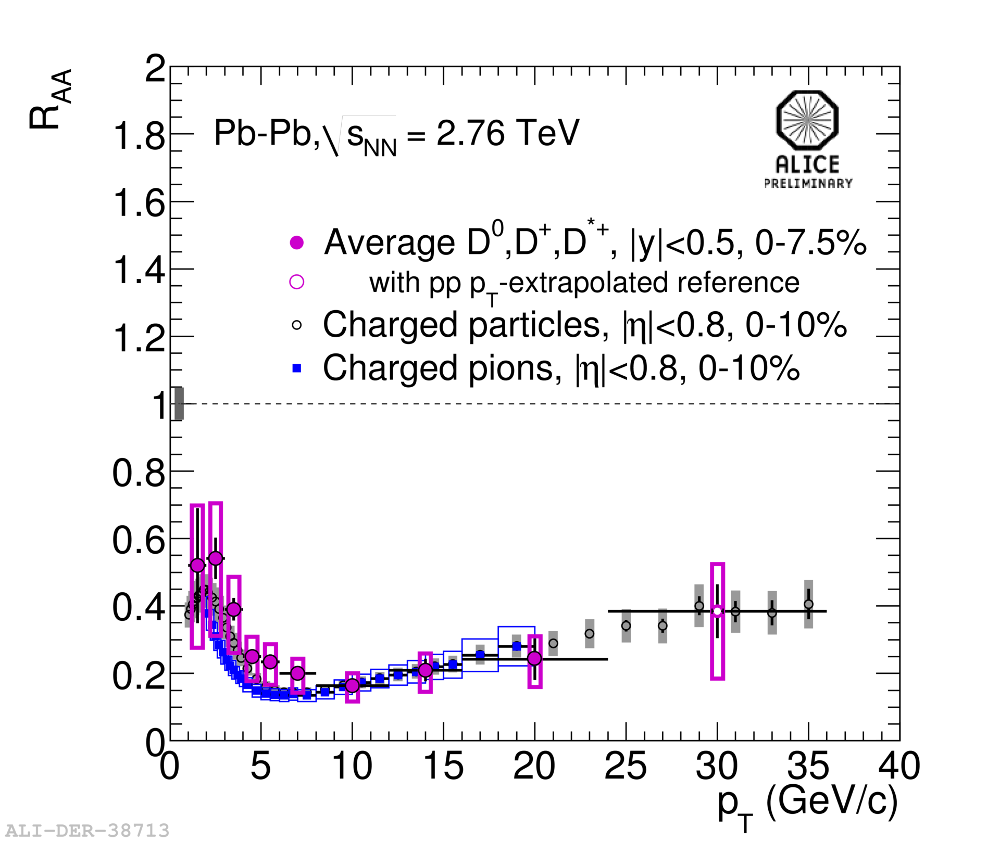 R_AA
2
1.8
1.6
1.4
1.2
1
0.8
0.6
0.4
0.2
0
Pb-Pb, √s_NN = 2.76 TeV
ALICE
PRELIMINARY
Average D⁰,D⁺,D*⁺, |y|<0.5, 0-7.5%
with pp p_T-extrapolated reference
Charged particles, |η|<0.8, 0-10%
Charged pions, |η|<0.8, 0-10%
0 5 10 15 20 25 30 35 40
p_T (GeV/c)
ALI-DER-38713